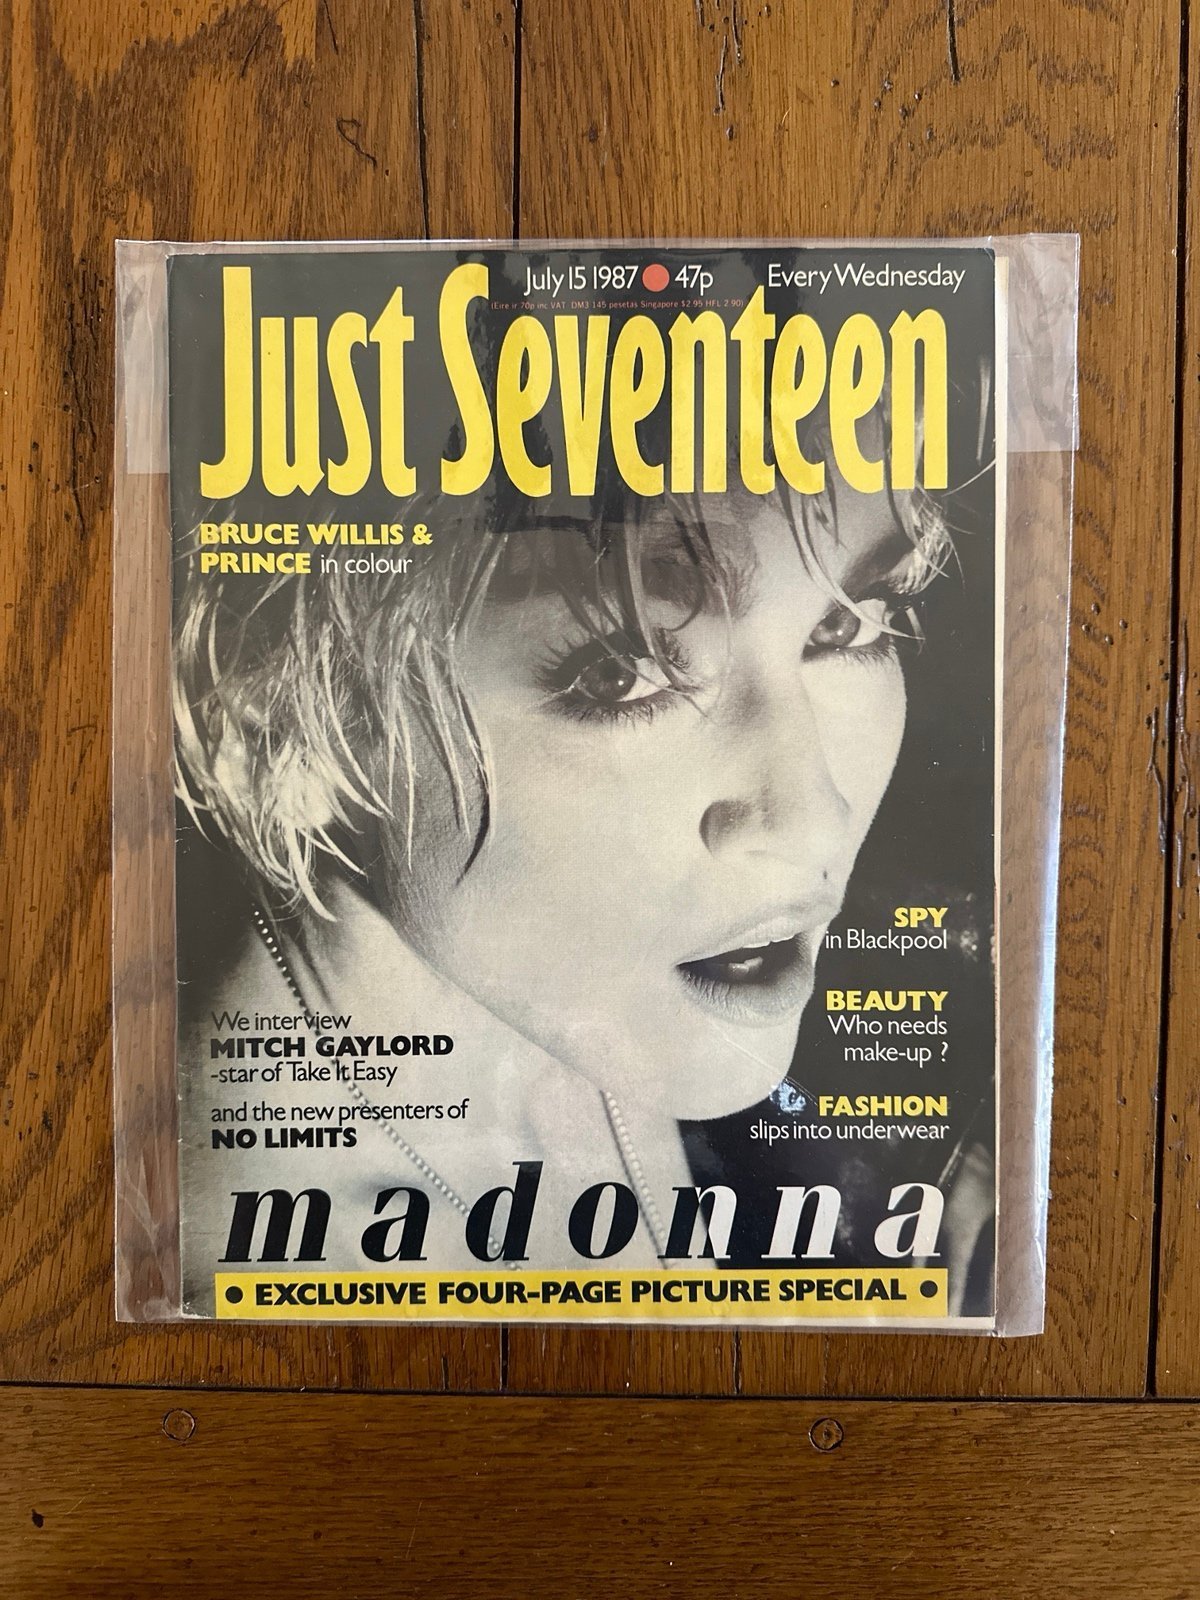 July 15 1987 ● 47p Every Wednesday
(Eire ir 70p inc VAT DM3 145 pesetas Singapore $2.95 HFL 2.90)
Just Seventeen
BRUCE WILLIS &
PRINCE in colour
SPY
in Blackpool
BEAUTY
Who needs
make-up ?
FASHION
slips into underwear
We interview
MITCH GAYLORD
-star of Take It Easy
and the new presenters of
NO LIMITS
madonna
• EXCLUSIVE FOUR-PAGE PICTURE SPECIAL •